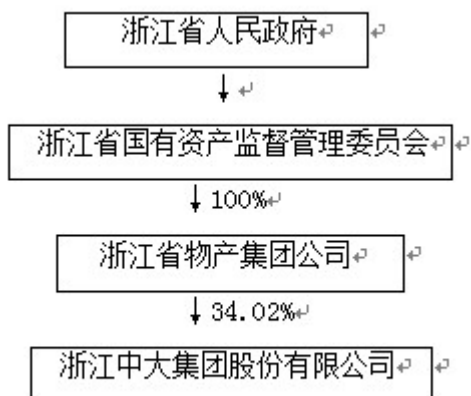 浙江省人民政府
浙江省国有资产监督管理委员会
100%
浙江省物产集团公司
34.02%
浙江中大集团股份有限公司